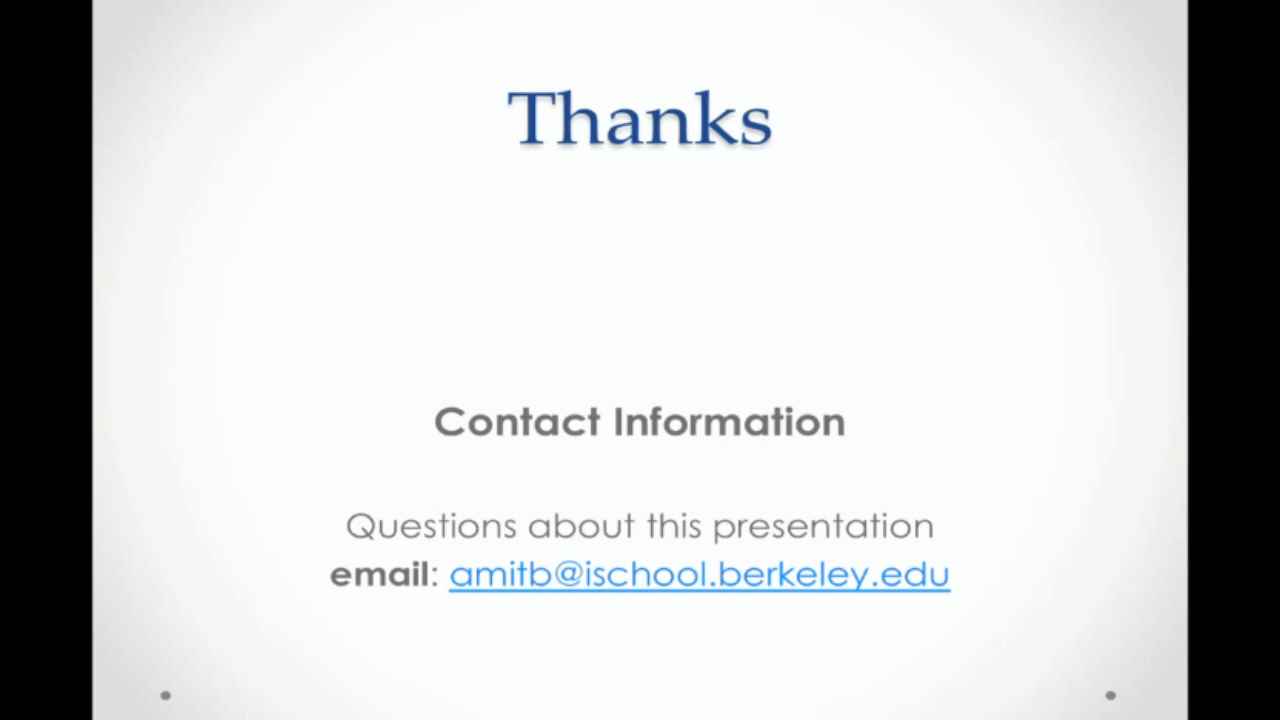 Thanks
Contact Information
Questions about this presentation
email: amitb@ischool.berkeley.edu